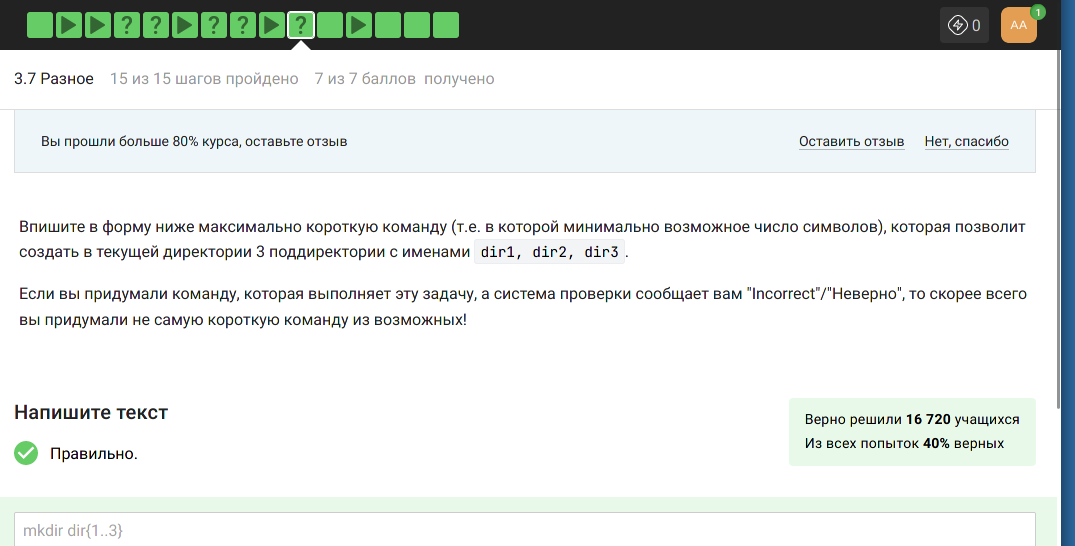 ? ? ? ? ?
0
АА
1
3.7 Разное 15 из 15 шагов пройдено 7 из 7 баллов получено
Вы прошли больше 80% курса, оставьте отзыв Оставить отзыв Нет, спасибо
Впишите в форму ниже максимально короткую команду (т.е. в которой минимально возможное число символов), которая позволит
создать в текущей директории 3 поддиректории с именами dir1, dir2, dir3 .
Если вы придумали команду, которая выполняет эту задачу, а система проверки сообщает вам "Incorrect"/"Неверно", то скорее всего
вы придумали не самую короткую команду из возможных!
Напишите текст
Правильно.
Верно решили 16 720 учащихся
Из всех попыток 40% верных
mkdir dir{1..3}